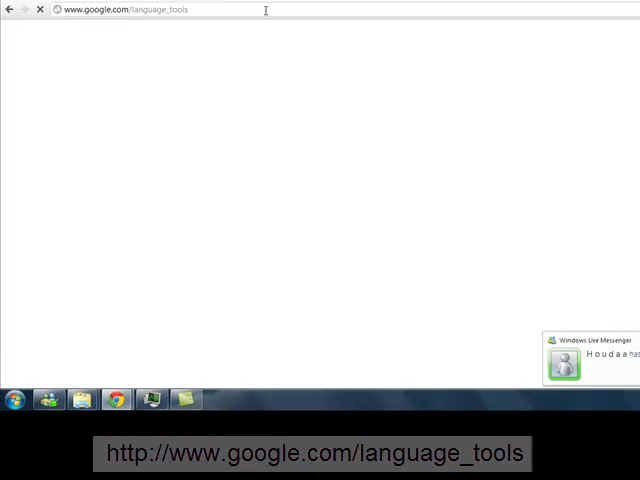 www.google.com/language_tools
Windows Live Messenger
H o u d a a has
http://www.google.com/language_tools